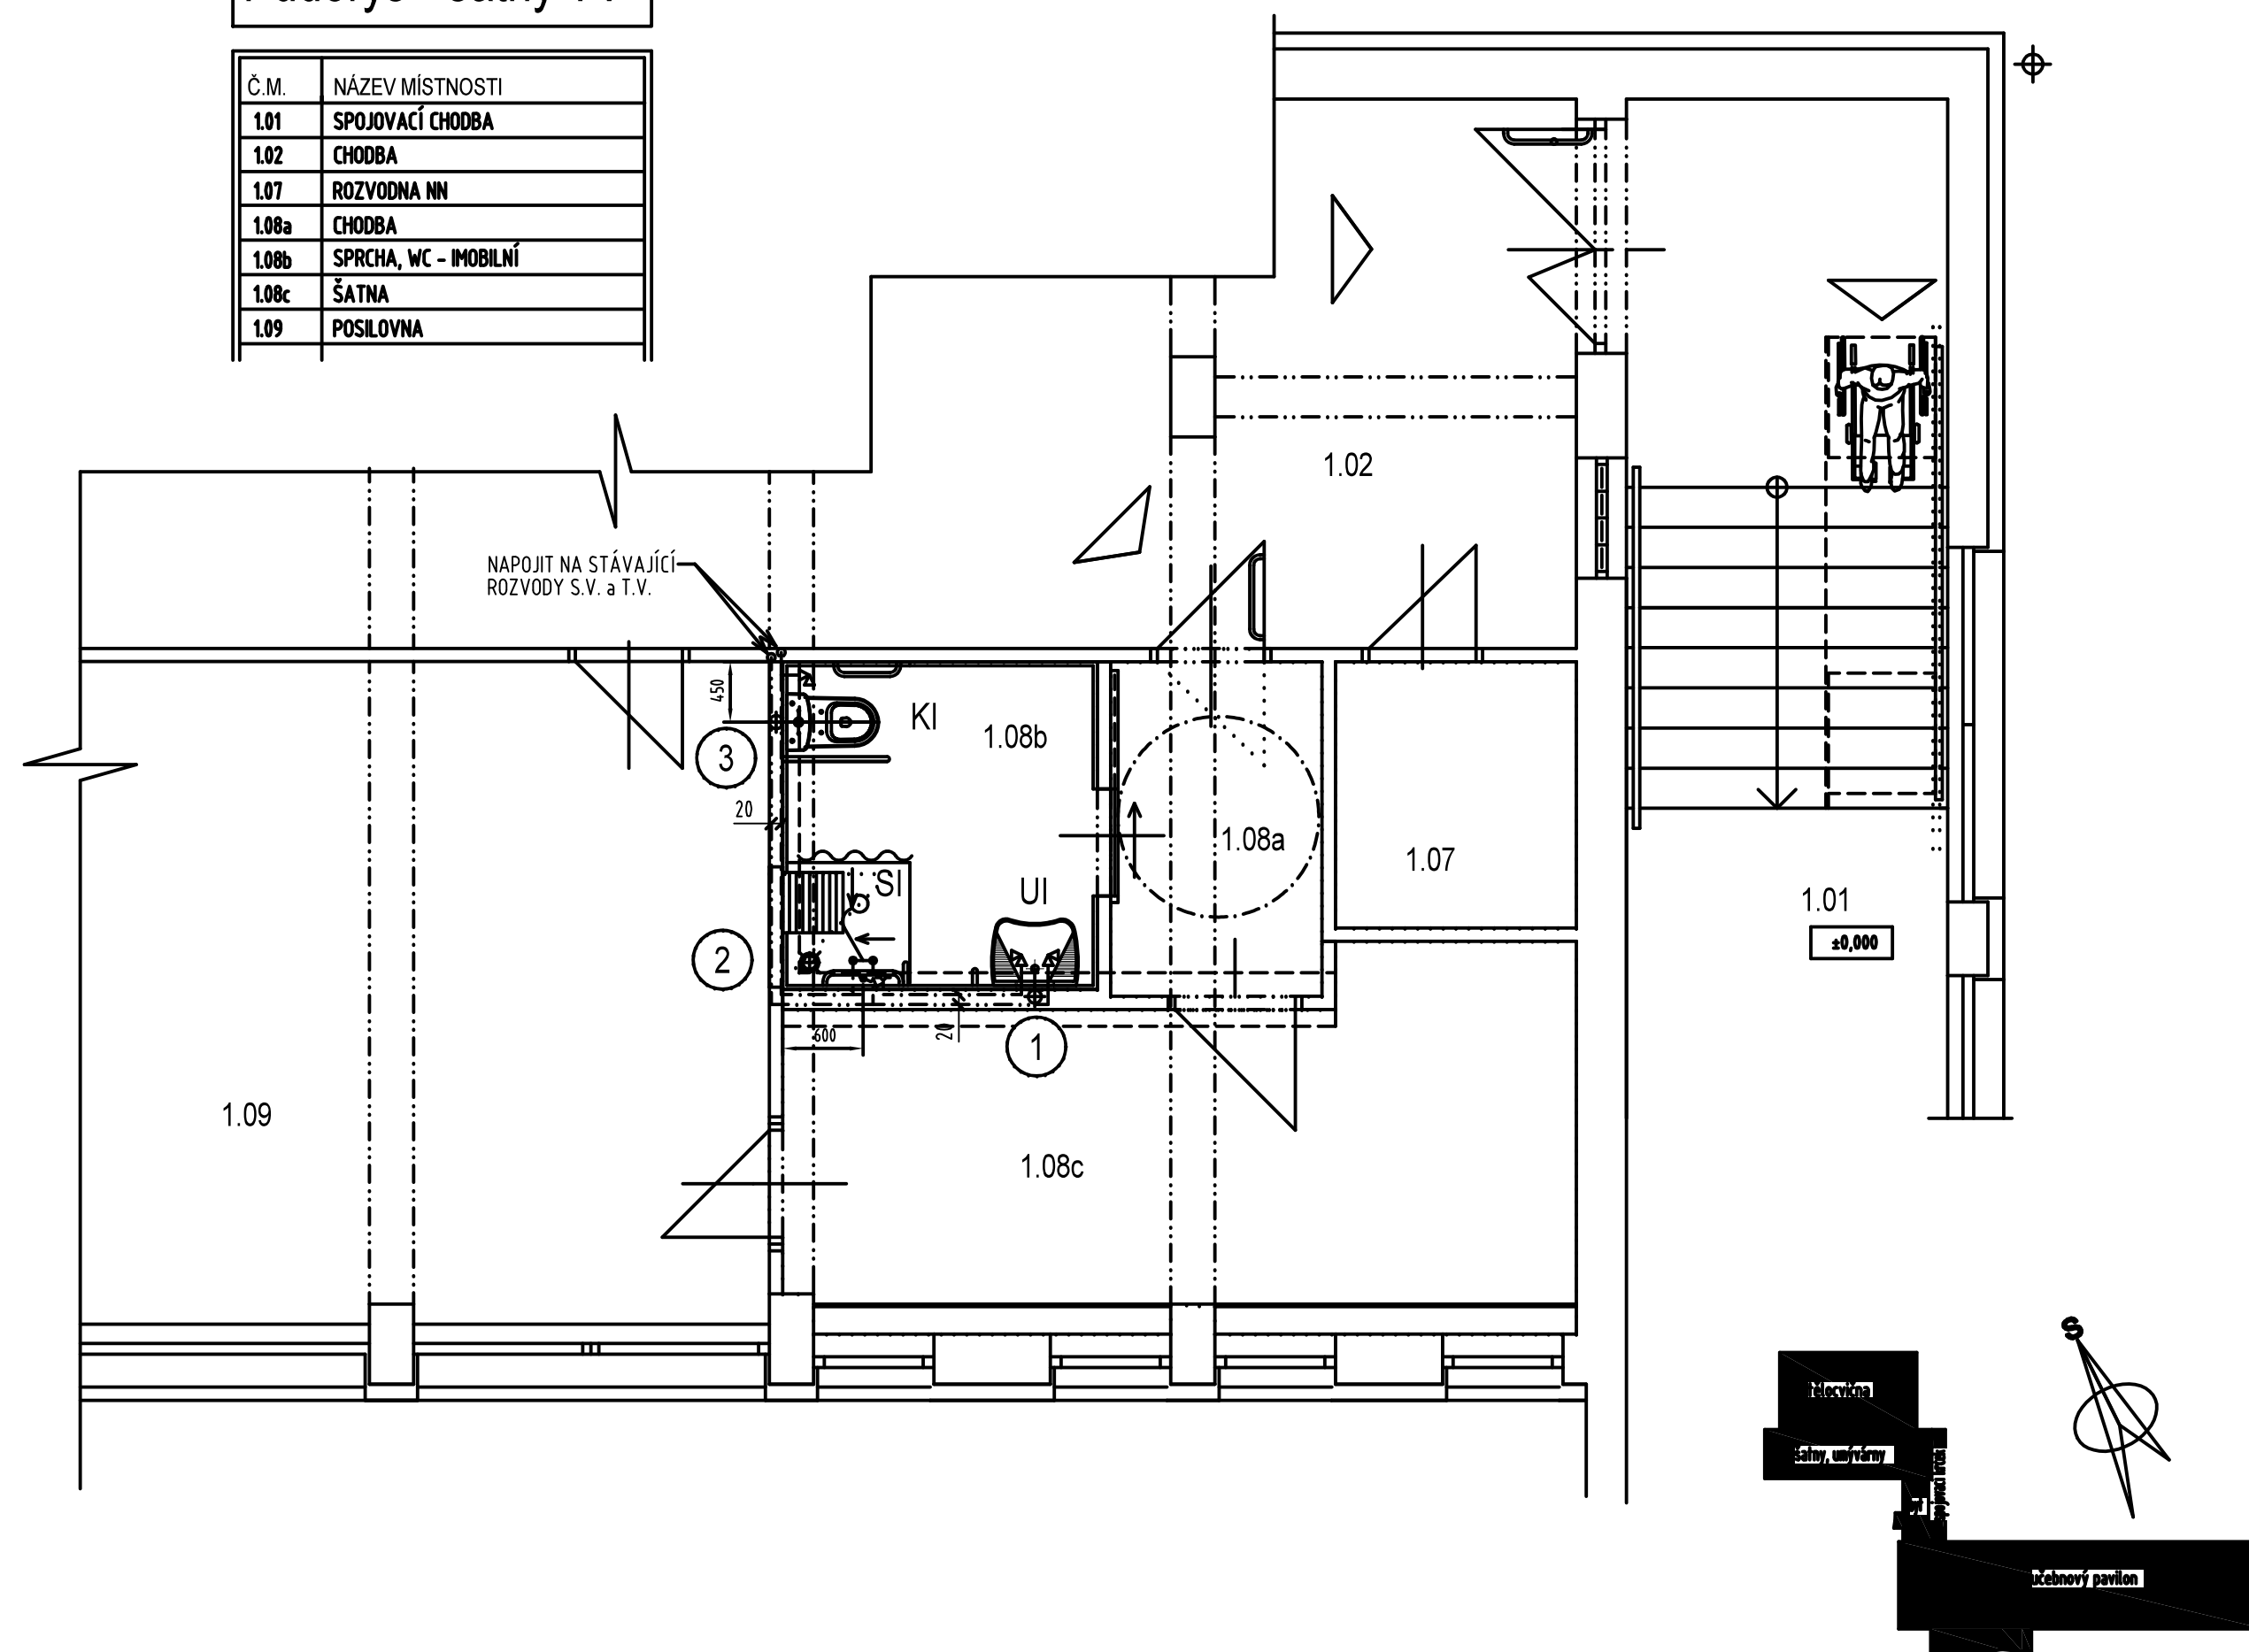 Č.M. NÁZEV MÍSTNOSTI
1.01 SPOJOVACÍ CHODBA
1.02 CHODBA
1.07 ROZVODNA NN
1.08a CHODBA
1.08b SPRCHA, WC - IMOBILNÍ
1.08c ŠATNA
1.09 POSILOVNA
1.02
NAPOJIT NA STÁVAJÍCÍ
ROZVODY S.V. a T.V.
450
KI
1.08b
3
20
1.08a
1.07
SI
UI
1.01
±0,000
2
600
20
1
1.09
1.08c
S
tělocvična
šatny, umývárny
učebnový pavilon